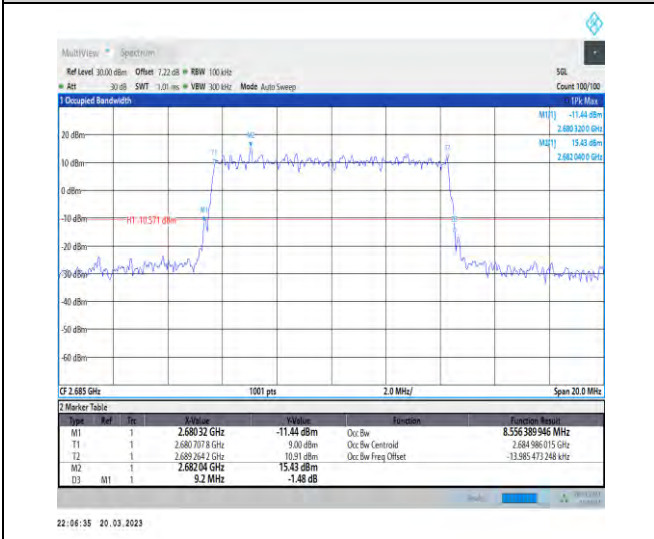 MultiView Spectrum
Ref Level 30.00 dBm Offset 7.22 dB RBW 100 kHz SGL
Att 30 dB SWT 1.01 ms VBW 300 kHz Mode Auto Sweep Count 100/100
1 Occupied Bandwidth 1Pk Max
M1[1] -11.44 dBm
2.680 320 0 GHz
M2[1] 15.43 dBm
2.682 040 0 GHz
20 dBm
M2
T1
10 dBm
0 dBm
M1
-10 dBm
H1 -10.571 dBm
-20 dBm
-30 dBm
-40 dBm
-50 dBm
-60 dBm
CF 2.685 GHz 1001 pts 2.0 MHz/ Span 20.0 MHz
2 Marker Table
Type Ref Trc X-Value Y-Value Function Function Result
M1 1 2.680 32 GHz -11.44 dBm Occ Bw 8.556 389 946 MHz
T1 1 2.680 707 8 GHz 9.00 dBm Occ Bw Centroid 2.684 986 015 GHz
T2 1 2.689 264 2 GHz 10.91 dBm Occ Bw Freq Offset -13.985 473 248 kHz
M2 1 2.682 04 GHz 15.43 dBm
D3 M1 1 9.2 MHz -1.48 dB
22:06:35 20.03.2023